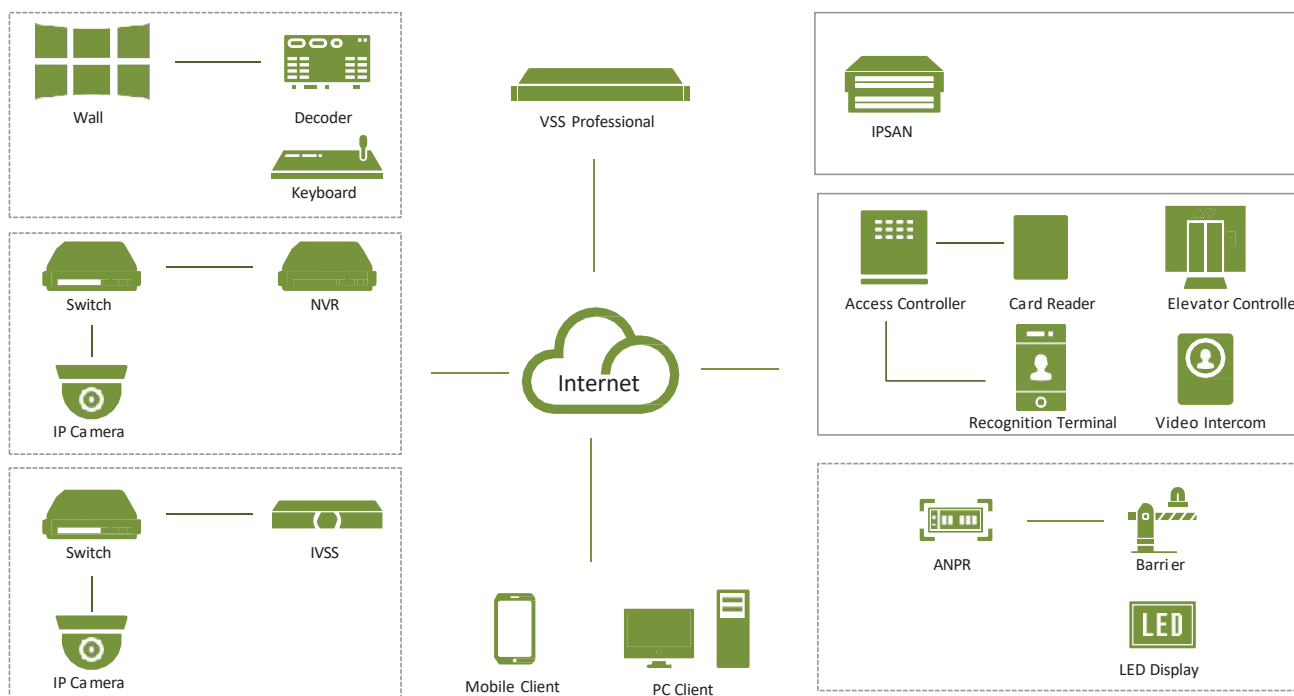 Wall
Decoder
Keyboard
Switch
NVR
IP Camera
Switch
IVSS
IP Camera
VSS Professional
Internet
Mobile Client
PC Client
IPSAN
Access Controller
Card Reader
Elevator Controlle
Recognition Terminal
Video Intercom
ANPR
Barrier
LED
LED Display